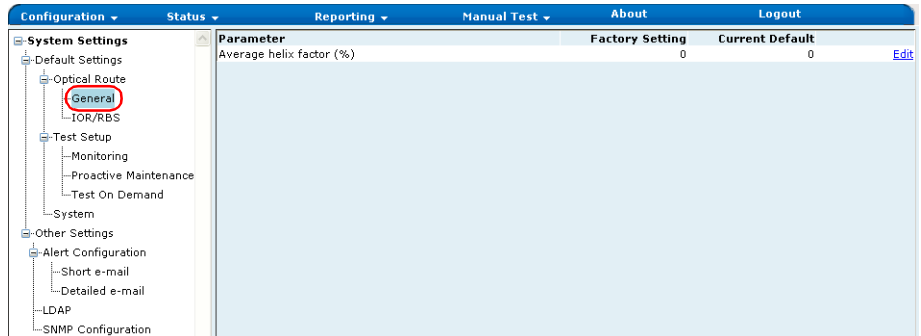 Configuration Status Reporting Manual Test About Logout
System Settings
Default Settings
Optical Route
General
IOR/RBS
Test Setup
Monitoring
Proactive Maintenance
Test On Demand
System
Other Settings
Alert Configuration
Short e-mail
Detailed e-mail
LDAP
SNMP Configuration
Parameter Factory Setting Current Default
Average helix factor (%) 0 0 Edit